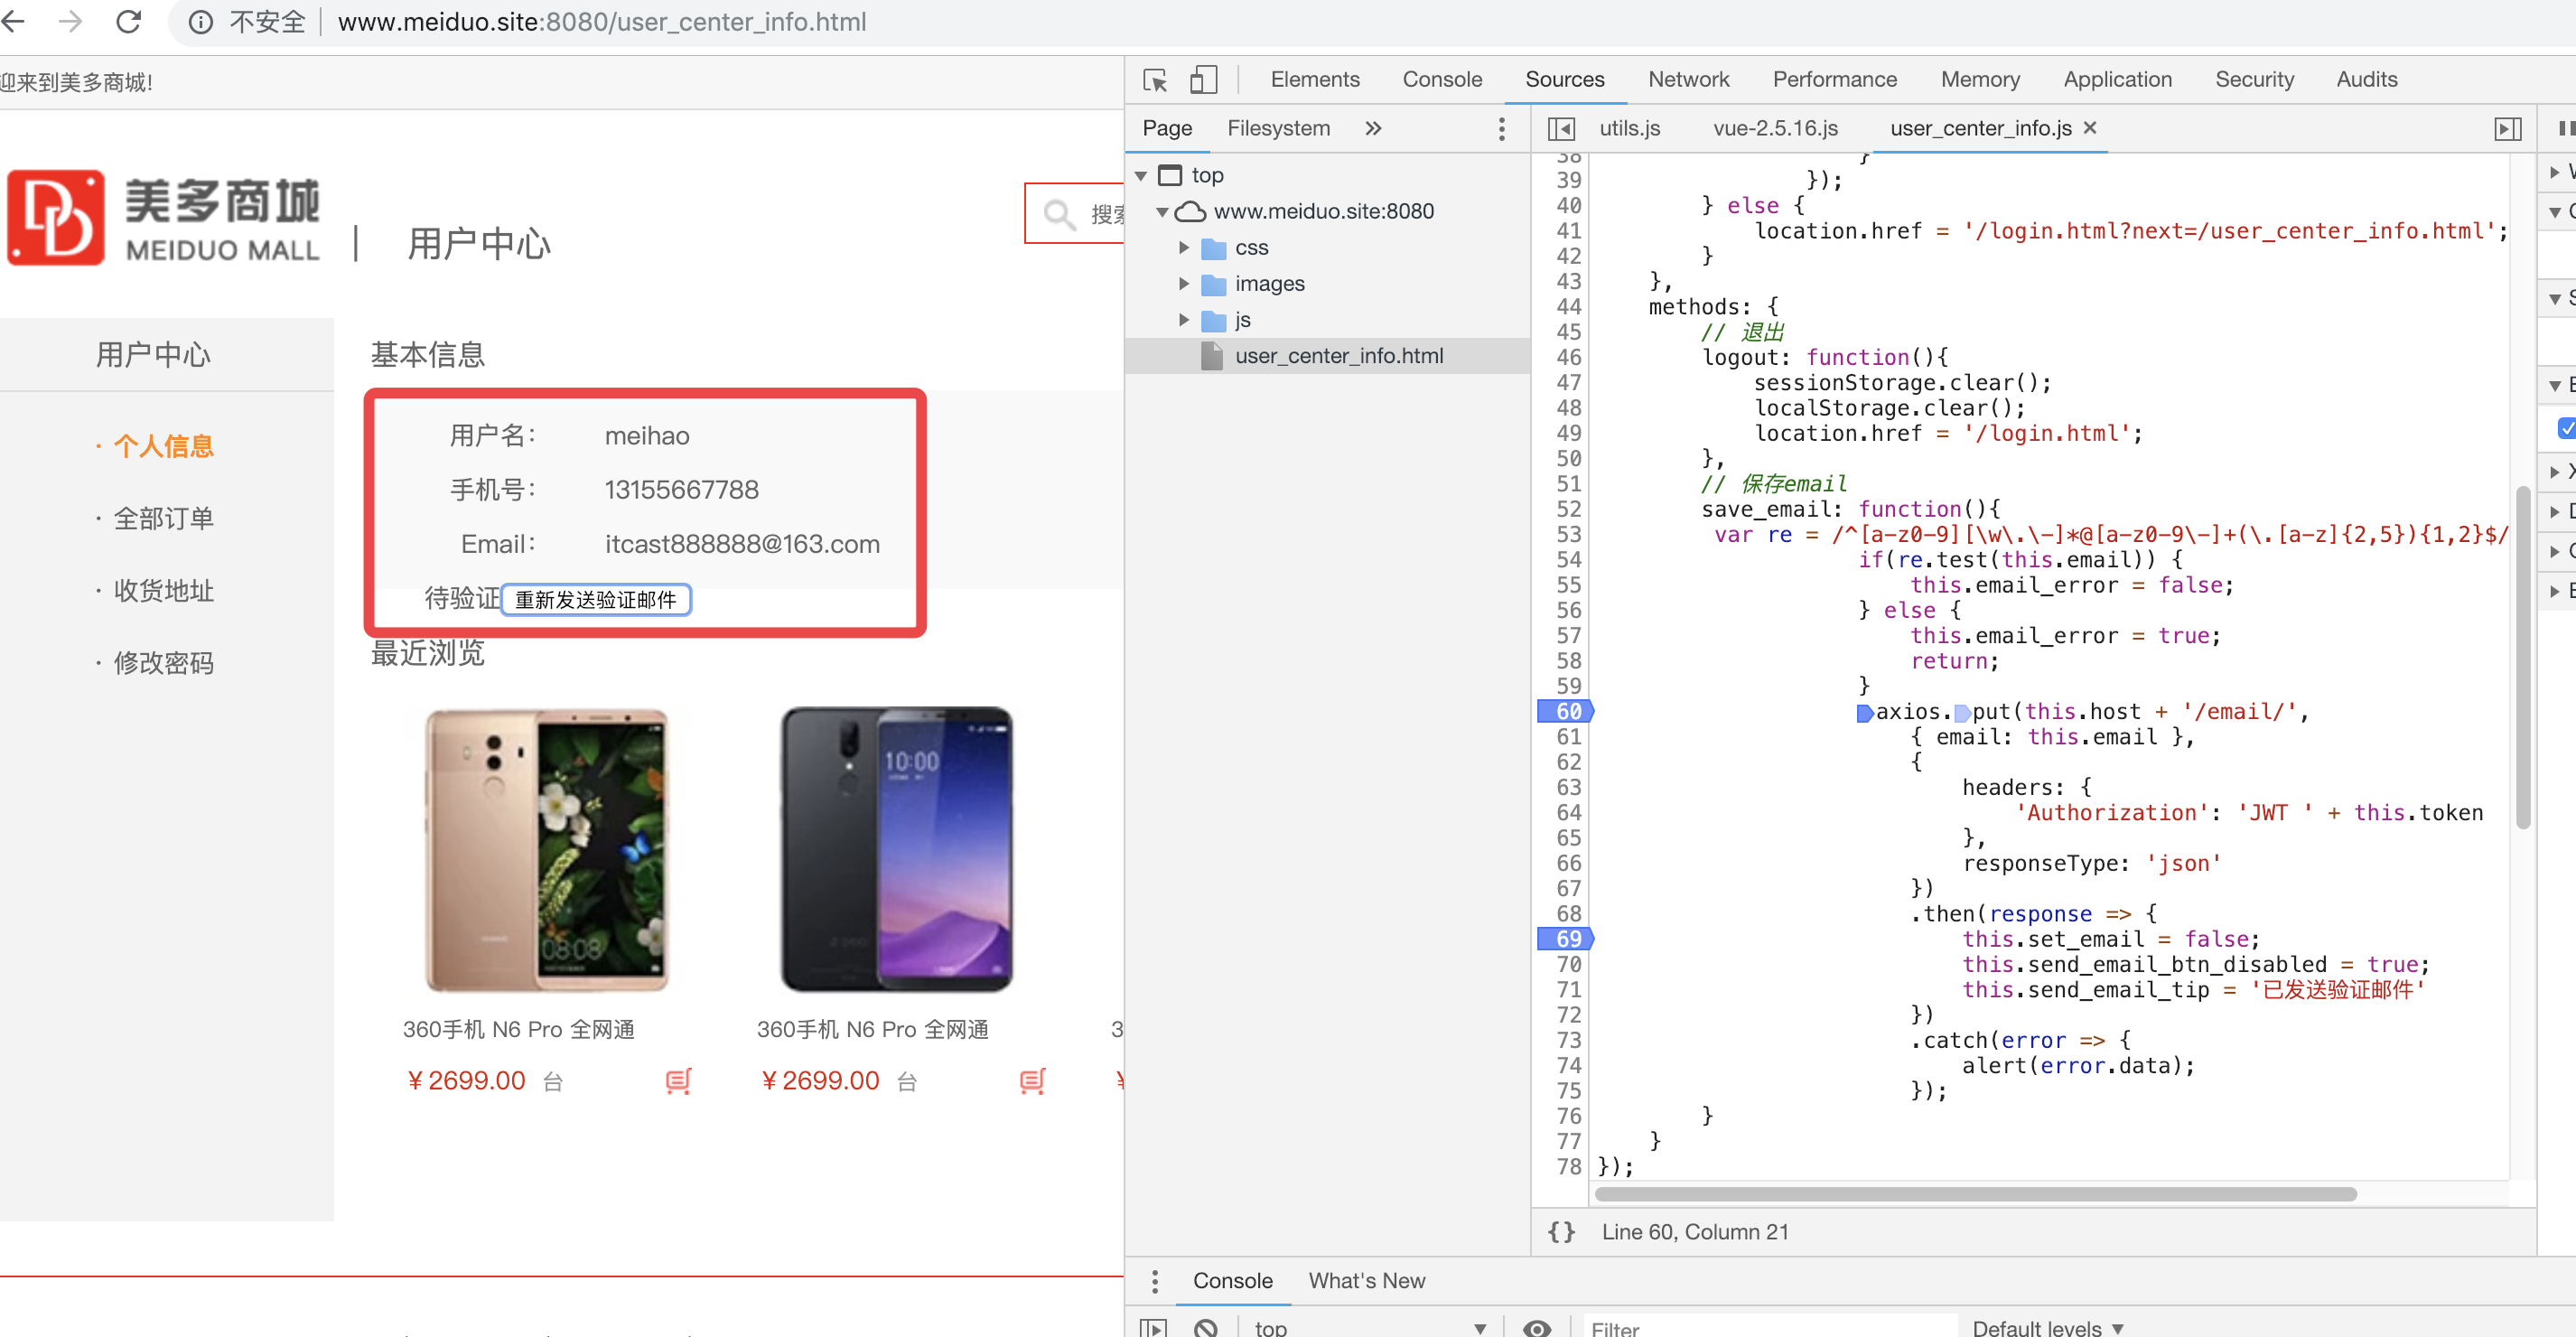 不安全 www.meiduo.site:8080/user_center_info.html
迎来到美多商城!
美多商城
MEIDUO MALL
用户中心
搜索
用户中心
· 个人信息
· 全部订单
· 收货地址
· 修改密码
基本信息
用户名： meihao
手机号： 13155667788
Email： itcast888888@163.com
待验证 重新发送验证邮件
最近浏览
10:00
08:08
360手机 N6 Pro 全网通
360手机 N6 Pro 全网通
3
￥2699.00 台
￥2699.00 台
￥
Elements Console Sources Network Performance Memory Application Security Audits
Page Filesystem »
utils.js vue-2.5.16.js user_center_info.js ×
top
www.meiduo.site:8080
css
images
js
user_center_info.html
38 }
39 });
40 } else {
41 location.href = '/login.html?next=/user_center_info.html';
42 }
43 },
44 methods: {
45 // 退出
46 logout: function(){
47 sessionStorage.clear();
48 localStorage.clear();
49 location.href = '/login.html';
50 },
51 // 保存email
52 save_email: function(){
53 var re = /^[a-z0-9][\w\.\-]*@[a-z0-9\-]+(\.[a-z]{2,5}){1,2}$/
54 if(re.test(this.email)) {
55 this.email_error = false;
56 } else {
57 this.email_error = true;
58 return;
59 }
60 axios.put(this.host + '/email/',
61 { email: this.email },
62 {
63 headers: {
64 'Authorization': 'JWT ' + this.token
65 },
66 responseType: 'json'
67 })
68 .then(response => {
69 this.set_email = false;
70 this.send_email_btn_disabled = true;
71 this.send_email_tip = '已发送验证邮件'
72 })
73 .catch(error => {
74 alert(error.data);
75 });
76 }
77 }
78 });
{} Line 60, Column 21
Console What's New
top Filter Default levels ▼